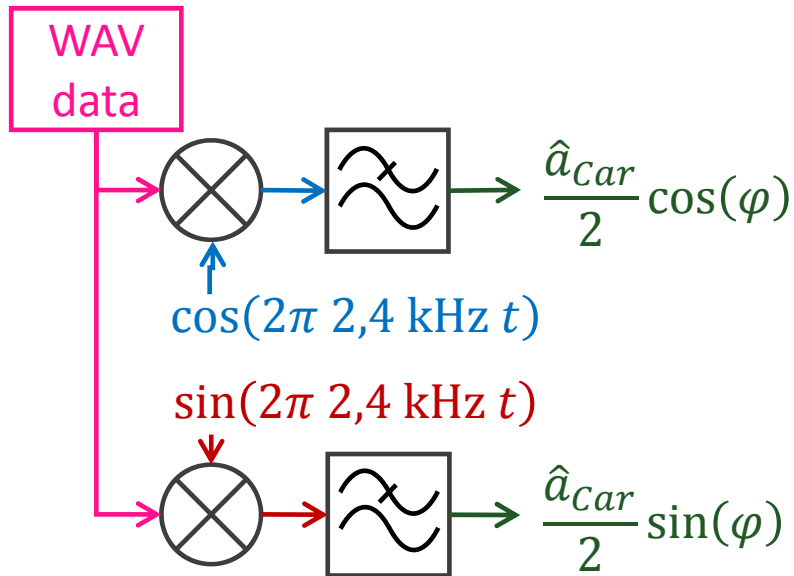 WAV
data
â_Car/2 cos(φ)
cos(2π 2,4 kHz t)
sin(2π 2,4 kHz t)
â_Car/2 sin(φ)